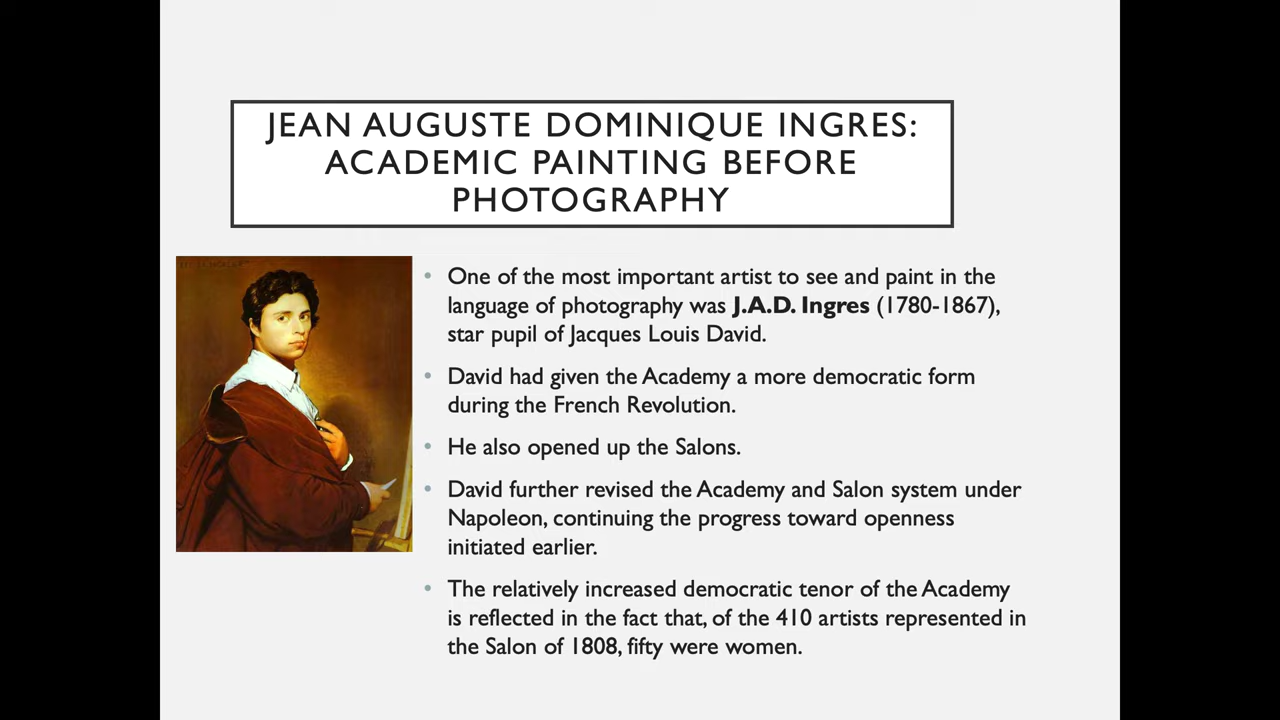 JEAN AUGUSTE DOMINIQUE INGRES:
ACADEMIC PAINTING BEFORE
PHOTOGRAPHY
• One of the most important artist to see and paint in the
language of photography was J.A.D. Ingres (1780-1867),
star pupil of Jacques Louis David.
• David had given the Academy a more democratic form
during the French Revolution.
• He also opened up the Salons.
• David further revised the Academy and Salon system under
Napoleon, continuing the progress toward openness
initiated earlier.
• The relatively increased democratic tenor of the Academy
is reflected in the fact that, of the 410 artists represented in
the Salon of 1808, fifty were women.